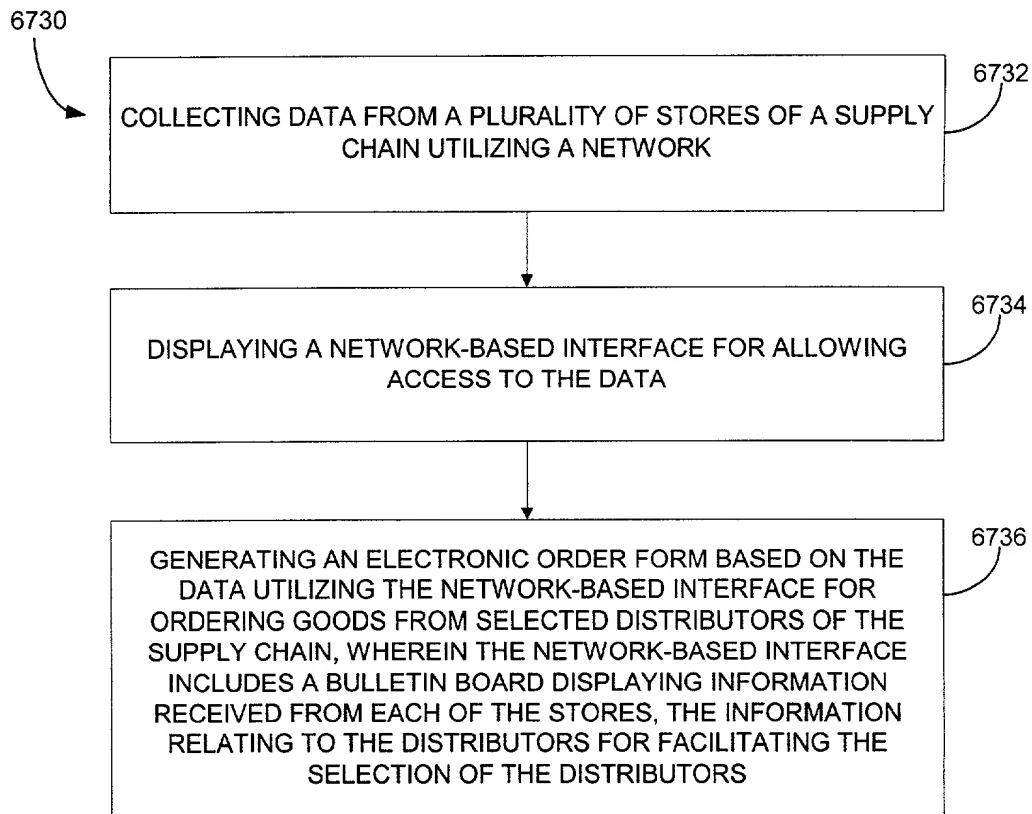 6730
6732
COLLECTING DATA FROM A PLURALITY OF STORES OF A SUPPLY
CHAIN UTILIZING A NETWORK
6734
DISPLAYING A NETWORK-BASED INTERFACE FOR ALLOWING
ACCESS TO THE DATA
6736
GENERATING AN ELECTRONIC ORDER FORM BASED ON THE
DATA UTILIZING THE NETWORK-BASED INTERFACE FOR
ORDERING GOODS FROM SELECTED DISTRIBUTORS OF THE
SUPPLY CHAIN, WHEREIN THE NETWORK-BASED INTERFACE
INCLUDES A BULLETIN BOARD DISPLAYING INFORMATION
RECEIVED FROM EACH OF THE STORES, THE INFORMATION
RELATING TO THE DISTRIBUTORS FOR FACILITATING THE
SELECTION OF THE DISTRIBUTORS